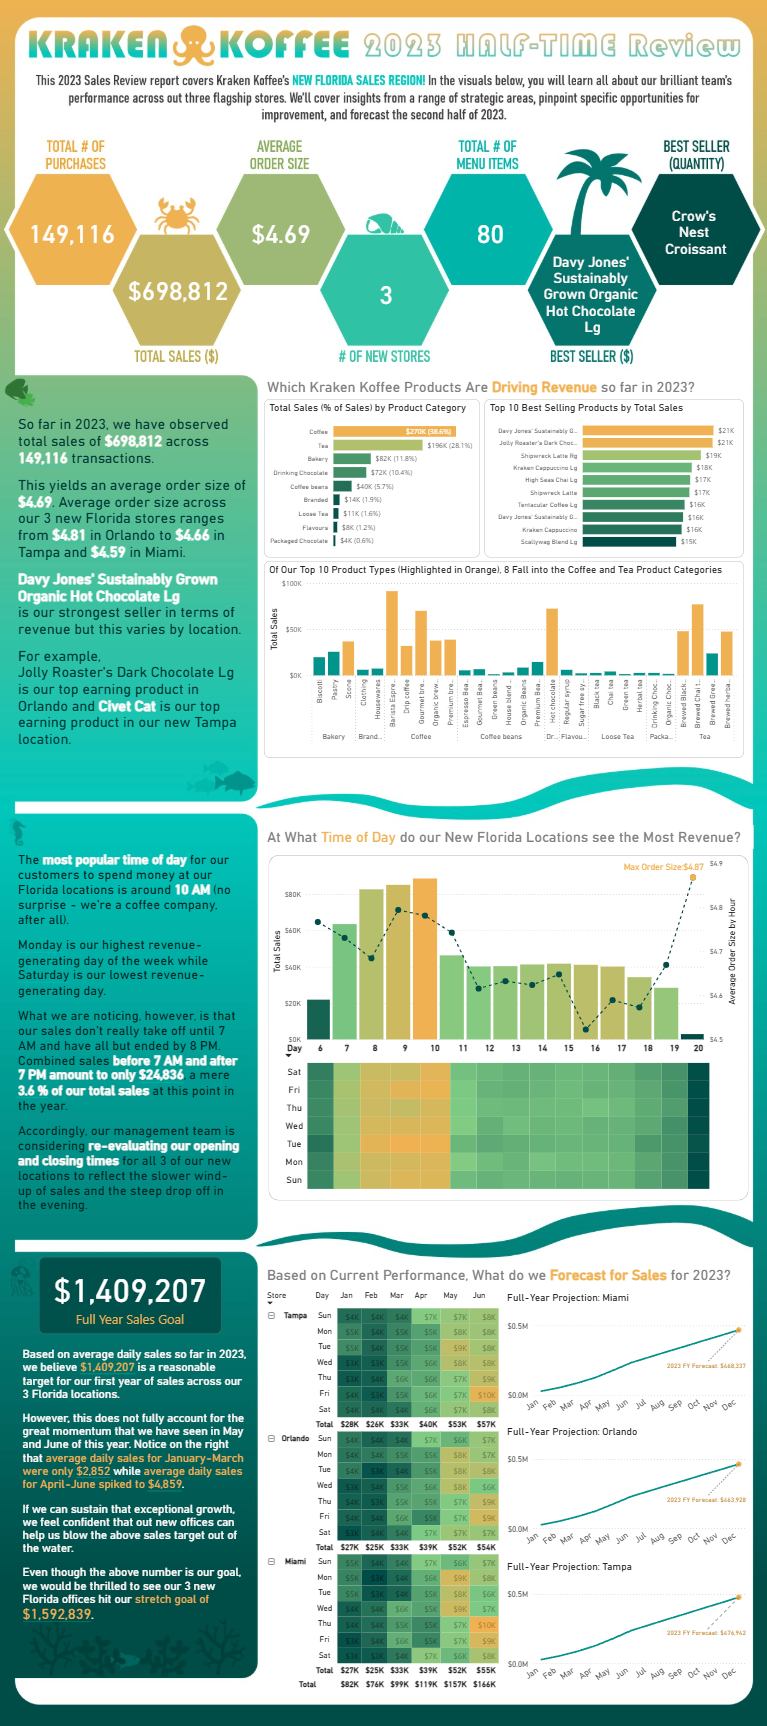 KRAKEN KOFFEE 2023 HALF-TIME Review
This 2023 Sales Review report covers Kraken Koffee's NEW FLORIDA SALES REGION! In the visuals below, you will learn all about our brilliant team's
performance across out three flagship stores. We'll cover insights from a range of strategic areas, pinpoint specific opportunities for
improvement, and forecast the second half of 2023.
TOTAL # OF
PURCHASES
149,116
$698,812
TOTAL SALES ($)
AVERAGE
ORDER SIZE
$4.69
3
# OF NEW STORES
TOTAL # OF
MENU ITEMS
80
Davy Jones'
Sustainably
Grown Organic
Hot Chocolate
Lg
BEST SELLER ($)
BEST SELLER
(QUANTITY)
Crow's
Nest
Croissant
So far in 2023, we have observed
total sales of $698,812 across
149,116 transactions.
This yields an average order size of
$4.69. Average order size across
our 3 new Florida stores ranges
from $4.81 in Orlando to $4.66 in
Tampa and $4.59 in Miami.
Davy Jones' Sustainably Grown
Organic Hot Chocolate Lg
is our strongest seller in terms of
revenue but this varies by location.
For example,
Jolly Roaster's Dark Chocolate Lg
is our top earning product in
Orlando and Civet Cat is our top
earning product in our new Tampa
location.
Which Kraken Koffee Products Are Driving Revenue so far in 2023?
Total Sales (% of Sales) by Product Category
Coffee $270K (38.6%)
Tea $196K (28.1%)
Bakery $82K (11.8%)
Drinking Chocolate $72K (10.4%)
Coffee beans $40K (5.7%)
Branded $14K (1.9%)
Loose Tea $11K (1.6%)
Flavours $8K (1.2%)
Packaged Chocolate $4K (0.6%)
Top 10 Best Selling Products by Total Sales
Davy Jones' Sustainably G... $21K
Jolly Roaster's Dark Choc... $21K
Shipwreck Latte Rg $19K
Kraken Cappuccino Lg $18K
High Seas Chai Lg $17K
Shipwreck Latte $17K
Tentacular Coffee Lg $16K
Davy Jones' Sustainably G... $16K
Kraken Cappuccino $16K
Scallywag Blend Lg $15K
Of Our Top 10 Product Types (Highlighted in Orange), 8 Fall into the Coffee and Tea Product Categories
Total Sales
$100K
$50K
$0K
Biscotti
Pastry
Scone
Clothing
Housewares
Barista Espre...
Drip coffee
Gourmet bre...
Organic brew...
Premium bre...
Espresso Bea...
Gourmet Bea...
Green beans
House blend ...
Organic Beans
Premium Bea...
Hot chocolate
Regular syrup
Sugar free sy...
Black tea
Chai tea
Green tea
Herbal tea
Drinking Choc...
Organic Choc...
Brewed Black...
Brewed Chai t...
Brewed Gree...
Brewed herba...
Bakery Brand... Coffee Coffee beans Dr... Flavou... Loose Tea Packa... Tea
The most popular time of day for our
customers to spend money at our
Florida locations is around 10 AM (no
surprise - we're a coffee company,
after all).
Monday is our highest revenue-
generating day of the week while
Saturday is our lowest revenue-
generating day.
What we are noticing, however, is that
our sales don't really take off until 7
AM and have all but ended by 8 PM.
Combined sales before 7 AM and after
7 PM amount to only $24,836, a mere
3.6 % of our total sales at this point in
the year.
Accordingly, our management team is
considering re-evaluating our opening
and closing times for all 3 of our new
locations to reflect the slower wind-
up of sales and the steep drop off in
the evening.
At What Time of Day do our New Florida Locations see the Most Revenue?
Max Order Size:$4.87
Total Sales
$80K
$60K
$40K
$20K
$0K
Average Order Size by Hour
$4.9
$4.8
$4.7
$4.6
$4.5
Day 6 7 8 9 10 11 12 13 14 15 16 17 18 19 20
Sat
Fri
Thu
Wed
Tue
Mon
Sun
$1,409,207
Full Year Sales Goal
Based on average daily sales so far in 2023,
we believe $1,409,207 is a reasonable
target for our first year of sales across our
3 Florida locations.
However, this does not fully account for the
great momentum that we have seen in May
and June of this year. Notice on the right
that average daily sales for January-March
were only $2,852 while average daily sales
for April-June spiked to $4,859.
If we can sustain that exceptional growth,
we feel confident that out new offices can
help us blow the above sales target out of
the water.
Even though the above number is our goal,
we would be thrilled to see our 3 new
Florida offices hit our stretch goal of
$1,592,839.
Based on Current Performance, What do we Forecast for Sales for 2023?
Store Day Jan Feb Mar Apr May Jun
Tampa Sun $4K $4K $4K $7K $7K $8K
Mon $5K $4K $5K $5K $8K $8K
Tue $5K $4K $5K $5K $9K $8K
Wed $3K $3K $5K $6K $8K $8K
Thu $3K $3K $6K $6K $7K $9K
Fri $4K $4K $5K $6K $7K $10K
Sat $4K $4K $5K $6K $7K $8K
Total $28K $26K $33K $40K $53K $57K
Orlando Sun $4K $4K $4K $7K $6K $7K
Mon $4K $4K $5K $5K $8K $7K
Tue $4K $3K $4K $5K $8K $8K
Wed $3K $4K $5K $6K $8K $6K
Thu $4K $3K $5K $5K $7K $9K
Fri $4K $4K $6K $5K $7K $9K
Sat $3K $4K $4K $7K $7K $7K
Total $27K $25K $33K $39K $52K $54K
Miami Sun $5K $4K $4K $7K $6K $7K
Mon $5K $3K $4K $5K $9K $8K
Tue $5K $3K $4K $5K $8K $6K
Wed $4K $4K $6K $5K $9K $7K
Thu $4K $4K $5K $5K $7K $10K
Fri $3K $4K $6K $5K $7K $9K
Sat $3K $3K $4K $7K $6K $8K
Total $27K $25K $33K $39K $52K $55K
Total $82K $76K $99K $119K $157K $166K
Full-Year Projection: Miami
$0.5M
2023 FY Forecast: $468,337
$0.0M
Jan Feb Mar Apr May Jun Jul Aug Sep Oct Nov Dec
Full-Year Projection: Orlando
$0.5M
2023 FY Forecast: $463,928
$0.0M
Jan Feb Mar Apr May Jun Jul Aug Sep Oct Nov Dec
Full-Year Projection: Tampa
$0.5M
2023 FY Forecast: $476,942
$0.0M
Jan Feb Mar Apr May Jun Jul Aug Sep Oct Nov Dec